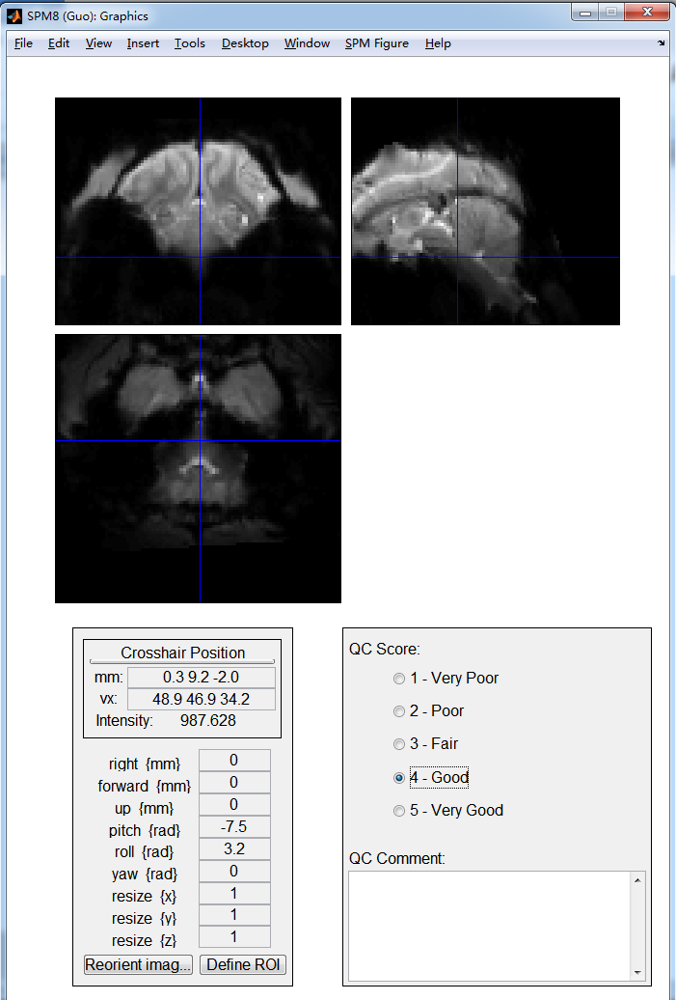 SPM8 (Guo): Graphics
File Edit View Insert Tools Desktop Window SPM Figure Help
Crosshair Position
mm: 0.3 9.2 -2.0
vx: 48.9 46.9 34.2
Intensity: 987.628
right {mm} 0
forward {mm} 0
up {mm} 0
pitch {rad} -7.5
roll {rad} 3.2
yaw {rad} 0
resize {x} 1
resize {y} 1
resize {z} 1
Reorient imag... Define ROI
QC Score:
1 - Very Poor
2 - Poor
3 - Fair
4 - Good
5 - Very Good
QC Comment: